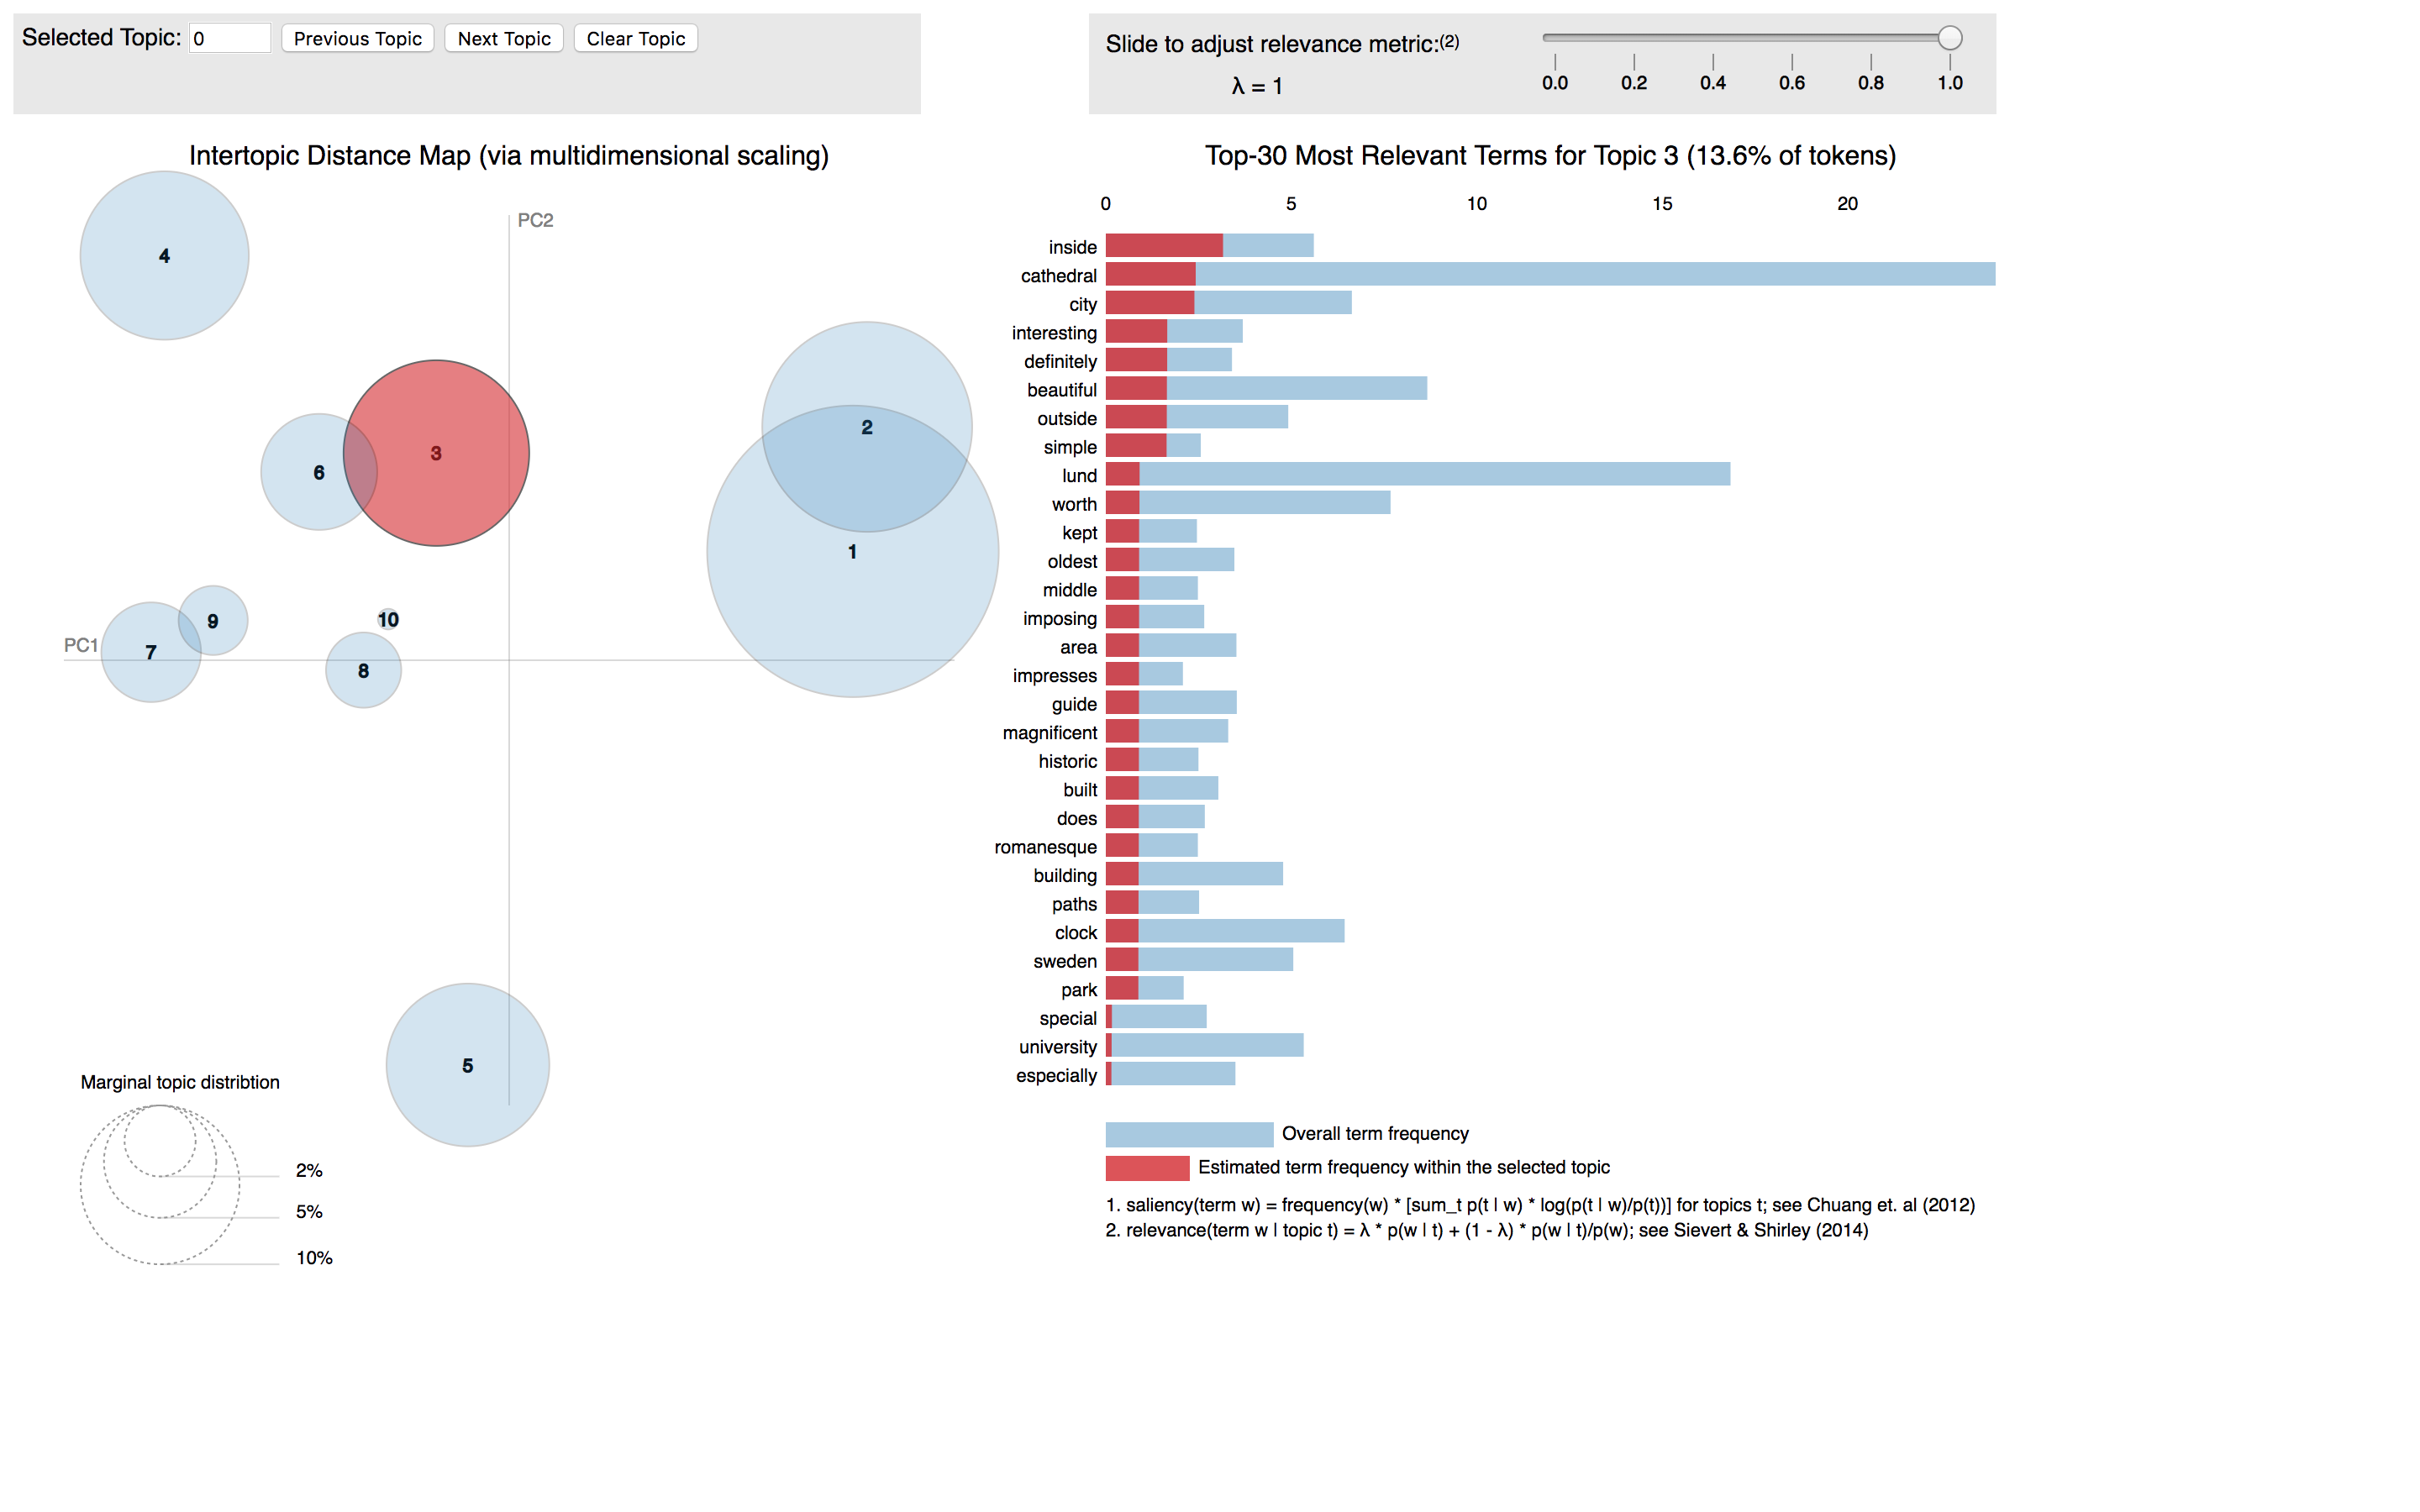 Selected Topic: 0 Previous Topic Next Topic Clear Topic
Slide to adjust relevance metric:(2)
λ = 1
0.0 0.2 0.4 0.6 0.8 1.0
Intertopic Distance Map (via multidimensional scaling)
PC2
PC1
4
2
3
6
1
9
10
7
8
5
Marginal topic distribtion
2%
5%
10%
Top-30 Most Relevant Terms for Topic 3 (13.6% of tokens)
0 5 10 15 20
inside
cathedral
city
interesting
definitely
beautiful
outside
simple
lund
worth
kept
oldest
middle
imposing
area
impresses
guide
magnificent
historic
built
does
romanesque
building
paths
clock
sweden
park
special
university
especially
Overall term frequency
Estimated term frequency within the selected topic
1. saliency(term w) = frequency(w) * [sum_t p(t | w) * log(p(t | w)/p(t))] for topics t; see Chuang et. al (2012)
2. relevance(term w | topic t) = λ * p(w | t) + (1 - λ) * p(w | t)/p(w); see Sievert & Shirley (2014)